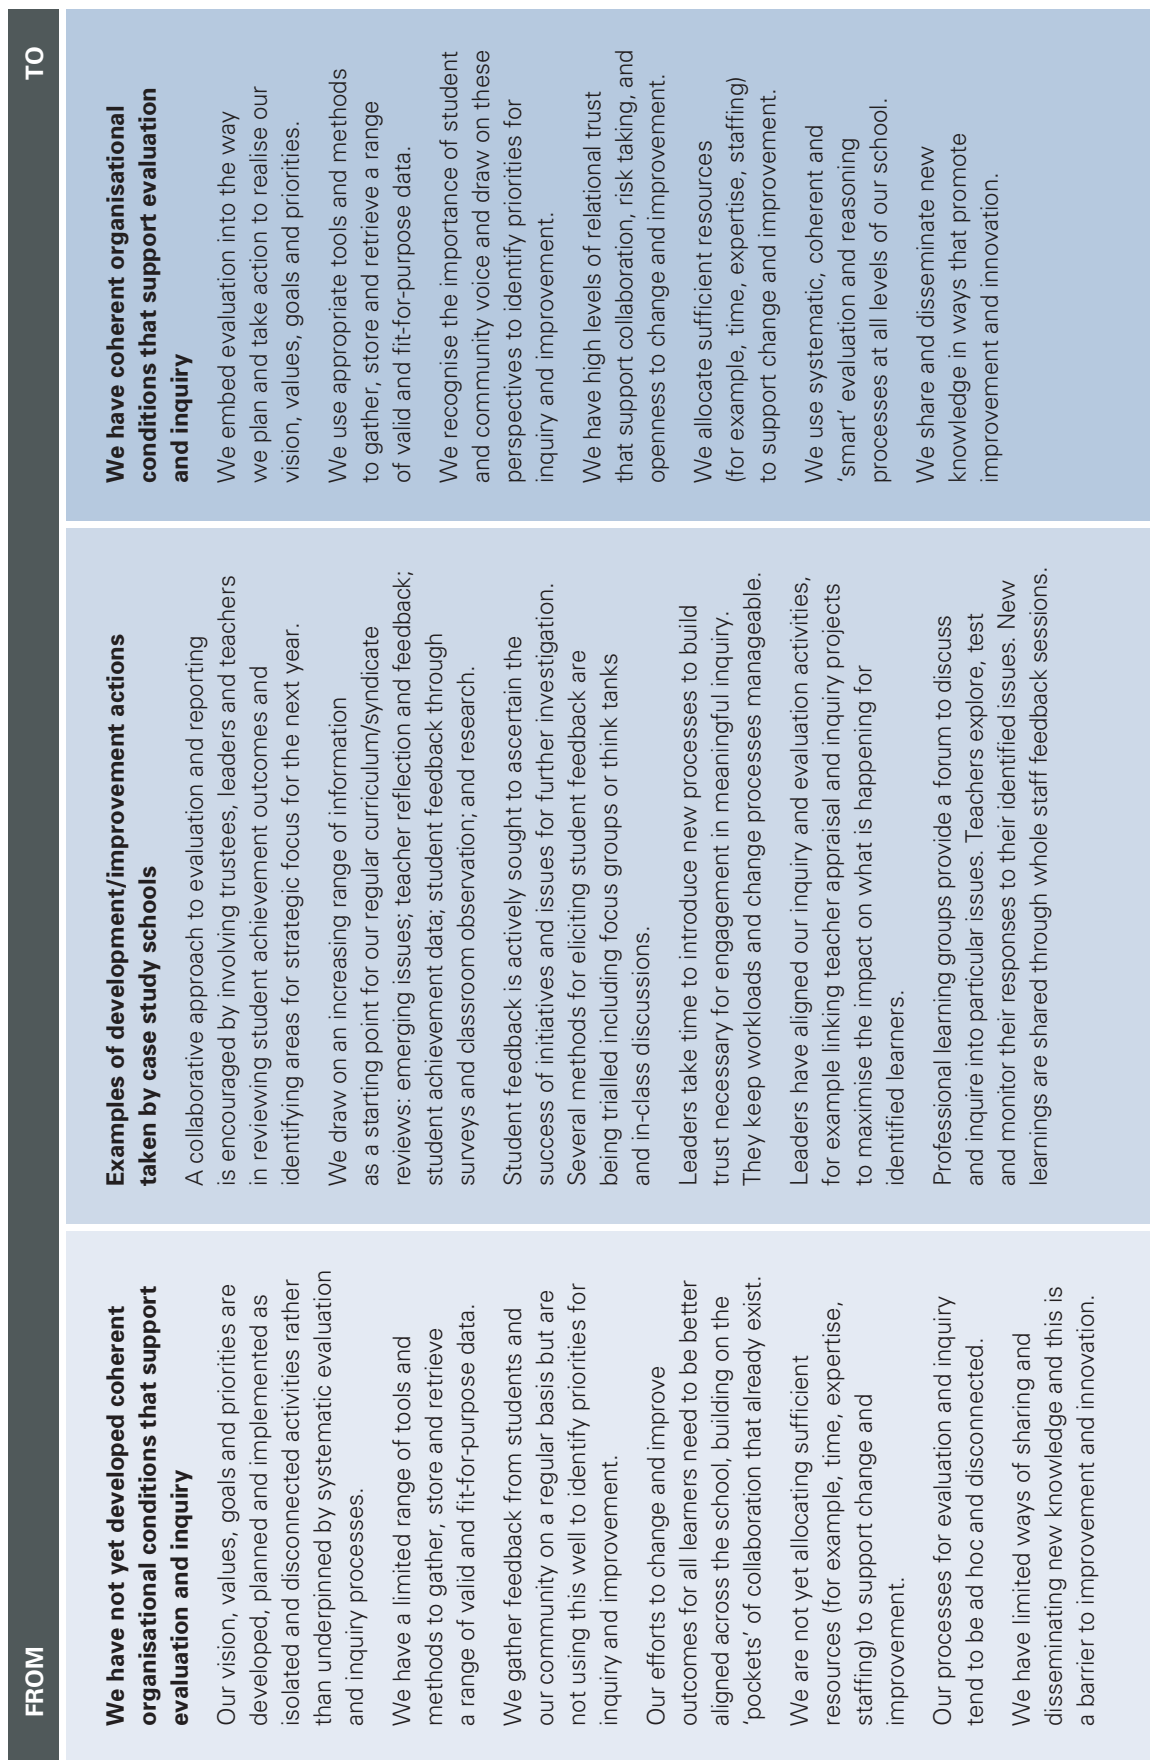 FROM
TO
We have not yet developed coherent
organisational conditions that support
evaluation and inquiry
Our vision, values, goals and priorities are
developed, planned and implemented as
isolated and disconnected activities rather
than underpinned by systematic evaluation
and inquiry processes.
We have a limited range of tools and
methods to gather, store and retrieve
a range of valid and fit-for-purpose data.
We gather feedback from students and
our community on a regular basis but are
not using this well to identify priorities for
inquiry and improvement.
Our efforts to change and improve
outcomes for all learners need to be better
aligned across the school, building on the
'pockets' of collaboration that already exist.
We are not yet allocating sufficient
resources (for example, time, expertise,
staffing) to support change and
improvement.
Our processes for evaluation and inquiry
tend to be ad hoc and disconnected.
We have limited ways of sharing and
disseminating new knowledge and this is
a barrier to improvement and innovation.
Examples of development/improvement actions
taken by case study schools
A collaborative approach to evaluation and reporting
is encouraged by involving trustees, leaders and teachers
in reviewing student achievement outcomes and
identifying areas for strategic focus for the next year.
We draw on an increasing range of information
as a starting point for our regular curriculum/syndicate
reviews: emerging issues; teacher reflection and feedback;
student achievement data; student feedback through
surveys and classroom observation; and research.
Student feedback is actively sought to ascertain the
success of initiatives and issues for further investigation.
Several methods for eliciting student feedback are
being trialled including focus groups or think tanks
and in-class discussions.
Leaders take time to introduce new processes to build
trust necessary for engagement in meaningful inquiry.
They keep workloads and change processes manageable.
Leaders have aligned our inquiry and evaluation activities,
for example linking teacher appraisal and inquiry projects
to maximise the impact on what is happening for
identified learners.
Professional learning groups provide a forum to discuss
and inquire into particular issues. Teachers explore, test
and monitor their responses to their identified issues. New
learnings are shared through whole staff feedback sessions.
We have coherent organisational
conditions that support evaluation
and inquiry
We embed evaluation into the way
we plan and take action to realise our
vision, values, goals and priorities.
We use appropriate tools and methods
to gather, store and retrieve a range
of valid and fit-for-purpose data.
We recognise the importance of student
and community voice and draw on these
perspectives to identify priorities for
inquiry and improvement.
We have high levels of relational trust
that support collaboration, risk taking, and
openness to change and improvement.
We allocate sufficient resources
(for example, time, expertise, staffing)
to support change and improvement.
We use systematic, coherent and
'smart' evaluation and reasoning
processes at all levels of our school.
We share and disseminate new
knowledge in ways that promote
improvement and innovation.